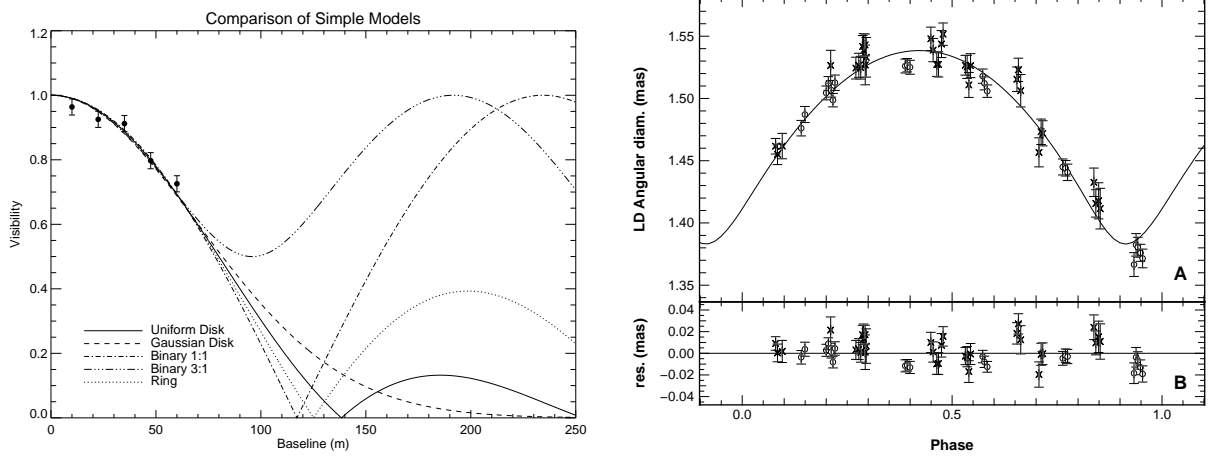 Comparison of Simple Models
1.2
1.0
0.8
0.6
0.4
0.2
0.0
Visibility
Uniform Disk
Gaussian Disk
Binary 1:1
Binary 3:1
Ring
0
50
100
150
200
250
Baseline (m)
1.55
1.50
1.45
1.40
1.35
LD Angular diam. (mas)
A
0.04
0.02
0.00
−0.02
−0.04
res. (mas)
B
0.0
0.5
1.0
Phase